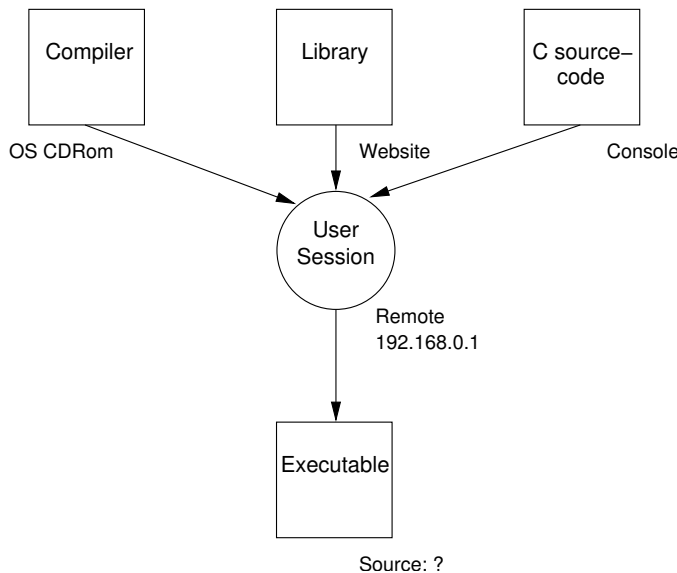 Compiler
Library
C source–
code
OS CDRom
Website
Console
User
Session
Remote
192.168.0.1
Executable
Source: ?